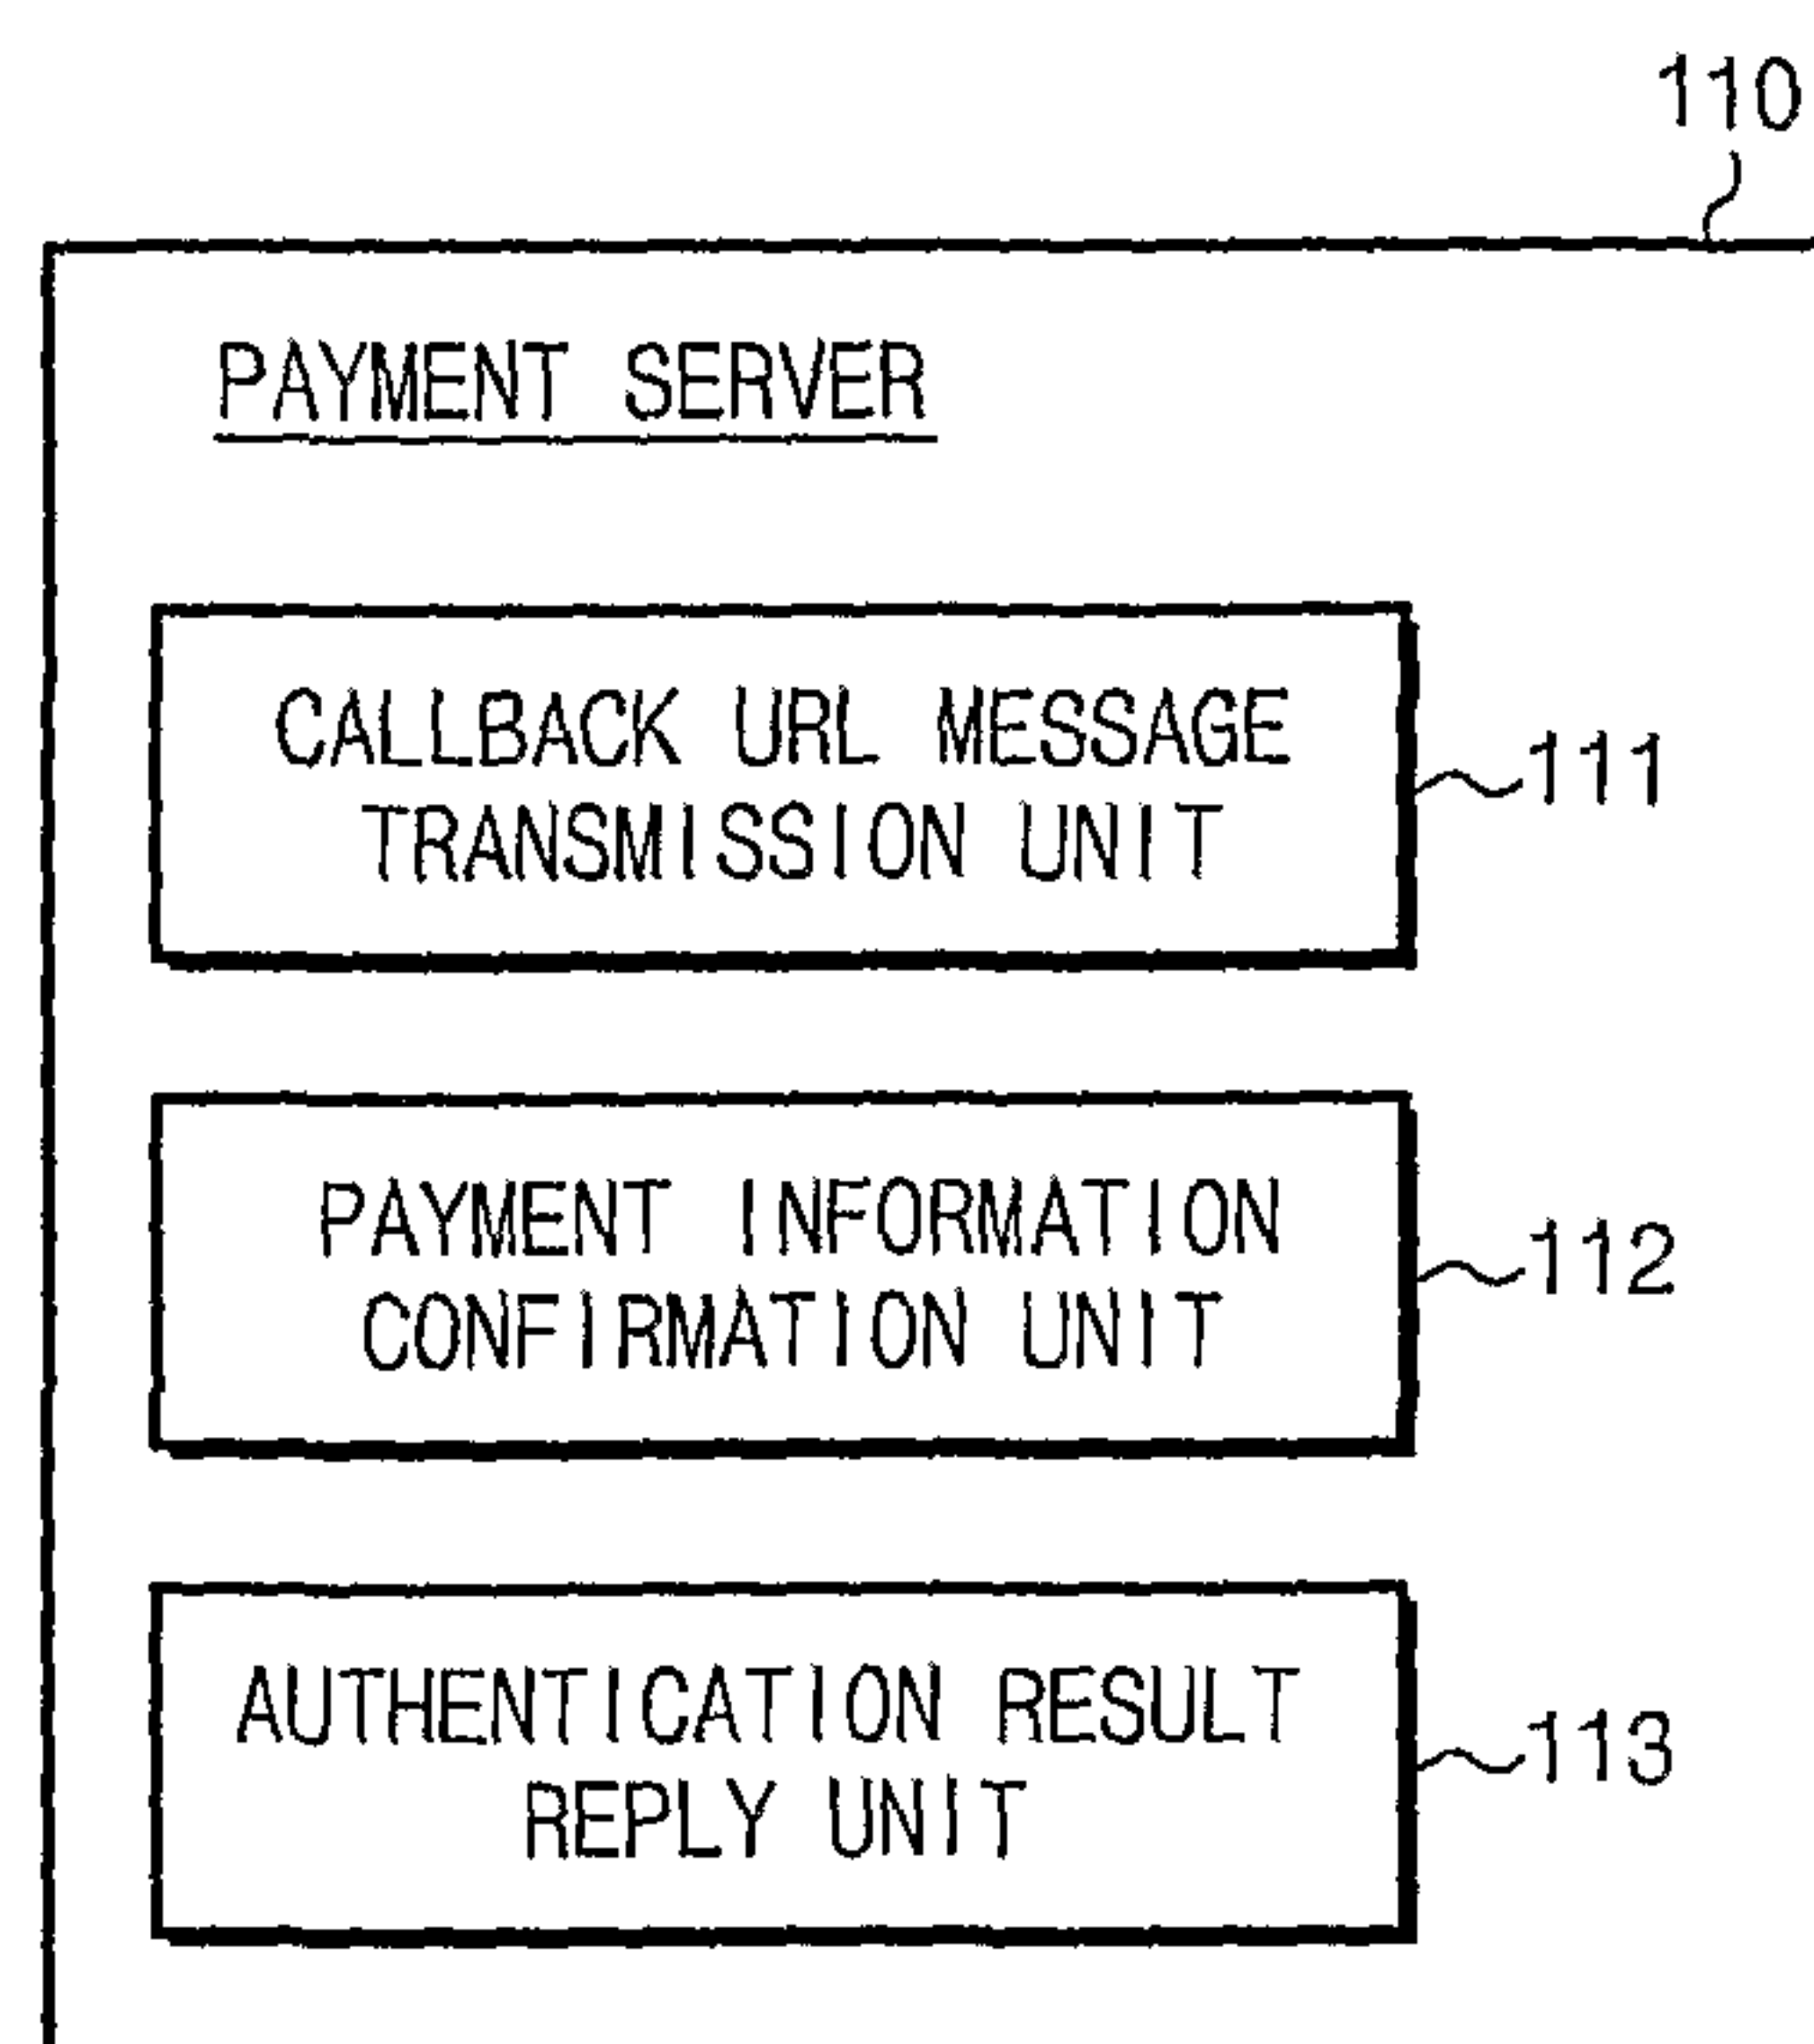 110
PAYMENT SERVER
CALLBACK URL MESSAGE
TRANSMISSION UNIT
111
PAYMENT INFORMATION
CONFIRMATION UNIT
112
AUTHENTICATION RESULT
REPLY UNIT
113